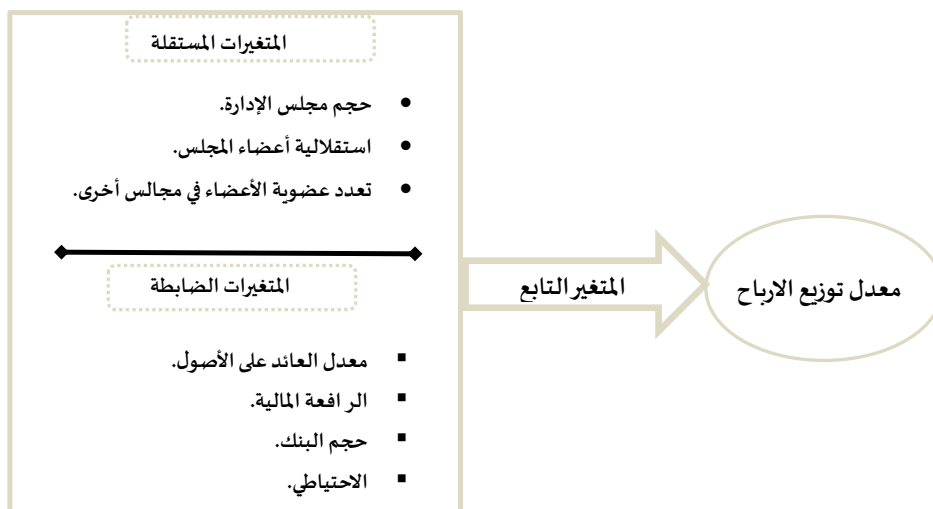 المتغيرات المستقلة
حجم مجلس الإدارة.
استقلالية أعضاء المجلس.
تعدد عضوية الأعضاء في مجالس أخرى.
المتغيرات الضابطة
معدل العائد على الأصول.
الر افعة المالية.
حجم البنك.
الاحتياطي.
المتغير التابع
معدل توزيع الارباح